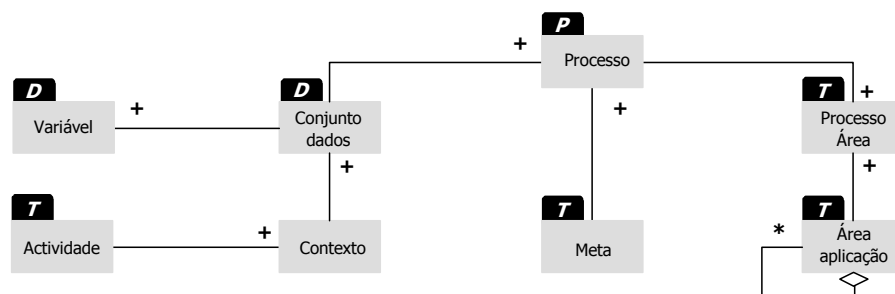 P
Processo
+
+
+
D
Variável
+
D
Conjunto
dados
+
T
Processo
Área
+
T
Actividade
+
Contexto
T
Meta
*
T
Área
aplicação